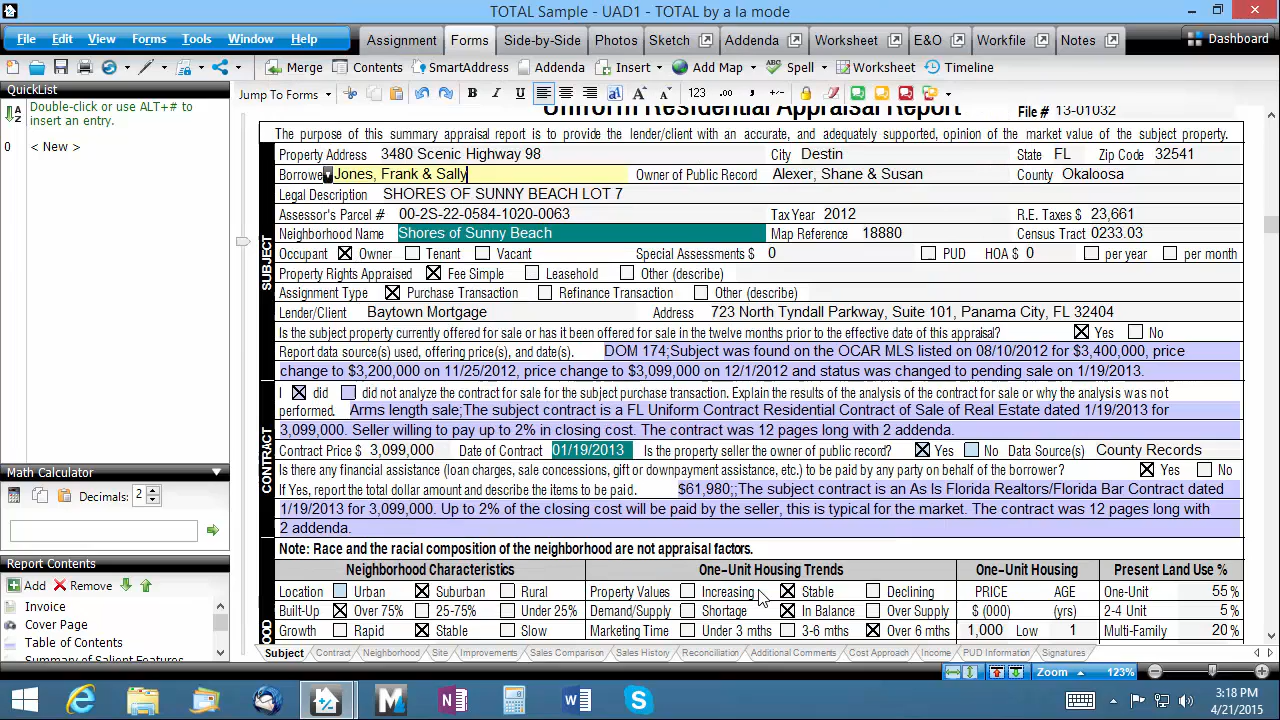 TOTAL Sample - UAD1 - TOTAL by a la mode
File Edit View Forms Tools Window Help
Assignment Forms Side-by-Side Photos Sketch Addenda Worksheet E&O Workfile Notes Dashboard
Merge Contents SmartAddress Addenda Insert Add Map Spell Worksheet Timeline
QuickList
Jump To Forms B I U A A 123
Double-click or use ALT+# to
insert an entry.
0 < New >
Math Calculator
Decimals: 2
Report Contents
Add Remove
Invoice
Cover Page
Table of Contents
Summary of Salient Features
Uniform Residential Appraisal Report File # 13-01032
The purpose of this summary appraisal report is to provide the lender/client with an accurate, and adequately supported, opinion of the market value of the subject property.
SUBJECT
Property Address 3480 Scenic Highway 98 City Destin State FL Zip Code 32541
Borrower Jones, Frank & Sally Owner of Public Record Alexer, Shane & Susan County Okaloosa
Legal Description SHORES OF SUNNY BEACH LOT 7
Assessor's Parcel # 00-2S-22-0584-1020-0063 Tax Year 2012 R.E. Taxes $ 23,661
Neighborhood Name Shores of Sunny Beach Map Reference 18880 Census Tract 0233.03
Occupant Owner Tenant Vacant Special Assessments $ 0 PUD HOA $ 0 per year per month
Property Rights Appraised Fee Simple Leasehold Other (describe)
Assignment Type Purchase Transaction Refinance Transaction Other (describe)
Lender/Client Baytown Mortgage Address 723 North Tyndall Parkway, Suite 101, Panama City, FL 32404
Is the subject property currently offered for sale or has it been offered for sale in the twelve months prior to the effective date of this appraisal? Yes No
Report data source(s) used, offering price(s), and date(s). DOM 174;Subject was found on the OCAR MLS listed on 08/10/2012 for $3,400,000, price
change to $3,200,000 on 11/25/2012, price change to $3,099,000 on 12/1/2012 and status was changed to pending sale on 1/19/2013.
CONTRACT
I did did not analyze the contract for sale for the subject purchase transaction. Explain the results of the analysis of the contract for sale or why the analysis was not
performed. Arms length sale;The subject contract is a FL Uniform Contract Residential Contract of Sale of Real Estate dated 1/19/2013 for
3,099,000. Seller willing to pay up to 2% in closing cost. The contract was 12 pages long with 2 addenda.
Contract Price $ 3,099,000 Date of Contract 01/19/2013 Is the property seller the owner of public record? Yes No Data Source(s) County Records
Is there any financial assistance (loan charges, sale concessions, gift or downpayment assistance, etc.) to be paid by any party on behalf of the borrower? Yes No
If Yes, report the total dollar amount and describe the items to be paid. $61,980;;The subject contract is an As Is Florida Realtors/Florida Bar Contract dated
1/19/2013 for 3,099,000. Up to 2% of the closing cost will be paid by the seller, this is typical for the market. The contract was 12 pages long with
2 addenda.
Note: Race and the racial composition of the neighborhood are not appraisal factors.
Neighborhood Characteristics One-Unit Housing Trends One-Unit Housing Present Land Use %
Location Urban Suburban Rural Property Values Increasing Stable Declining PRICE AGE One-Unit 55 %
Built-Up Over 75% 25-75% Under 25% Demand/Supply Shortage In Balance Over Supply $ (000) (yrs) 2-4 Unit 5 %
Growth Rapid Stable Slow Marketing Time Under 3 mths 3-6 mths Over 6 mths 1,000 Low 1 Multi-Family 20 %
Subject Contract Neighborhood Site Improvements Sales Comparison Sales History Reconciliation Additional Comments Cost Approach Income PUD Information Signatures
Zoom 123%
3:18 PM
4/21/2015